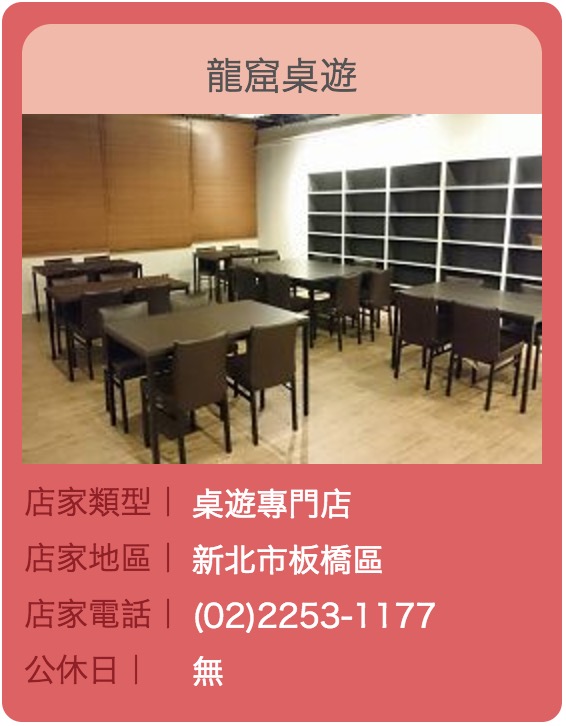 龍窟桌遊
店家類型｜ 桌遊專門店
店家地區｜ 新北市板橋區
店家電話｜ (02)2253-1177
公休日｜ 無